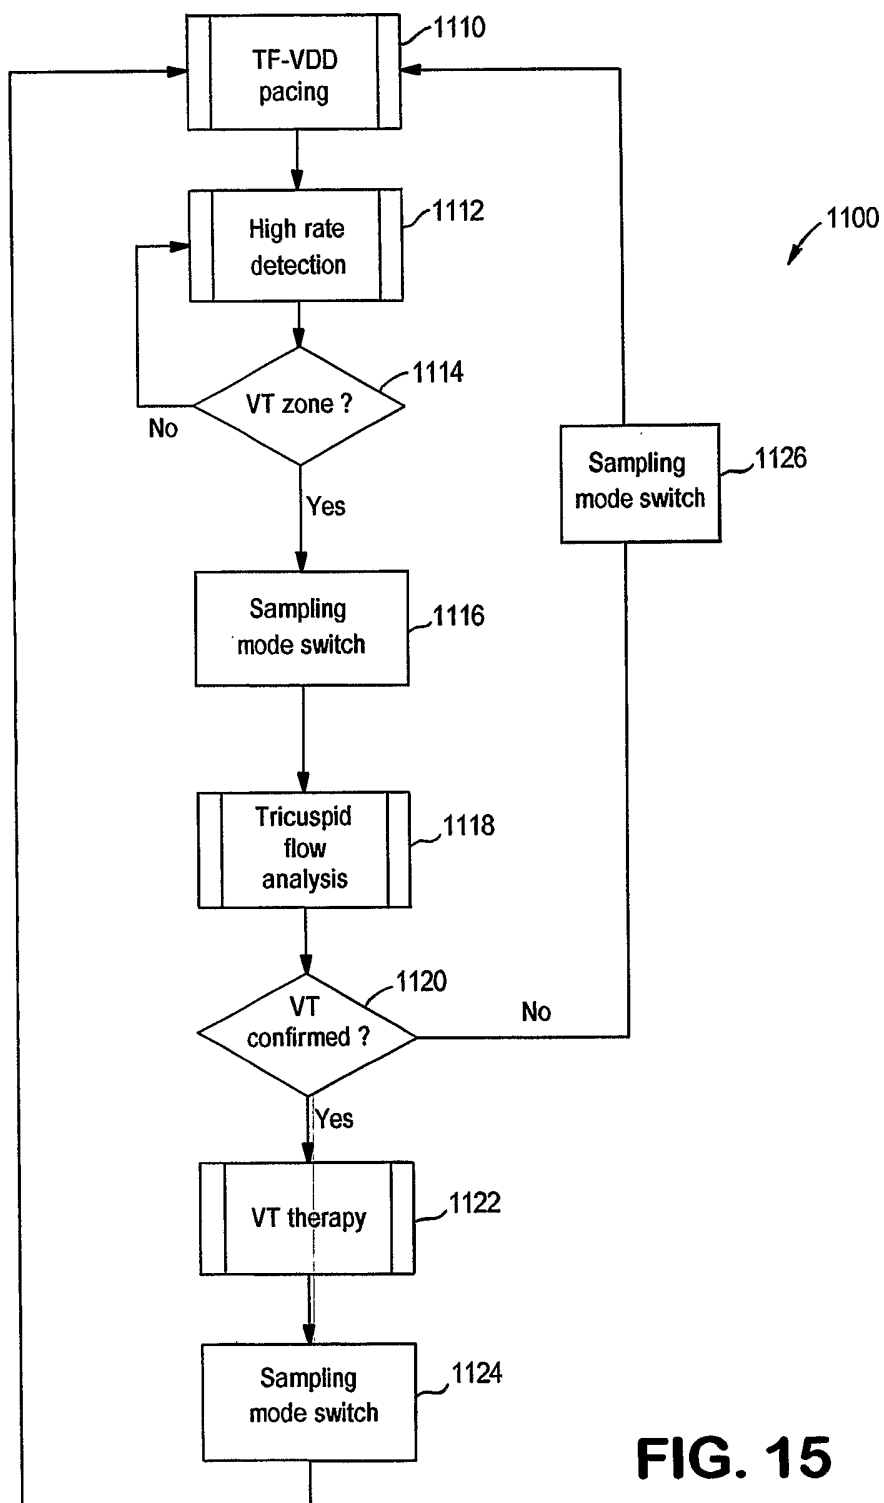 TF-VDD
pacing
1110
High rate
detection
1112
1100
VT zone ?
1114
No
Yes
Sampling
mode switch
1126
Sampling
mode switch
1116
Tricuspid
flow
analysis
1118
VT
confirmed ?
1120
No
Yes
VT therapy
1122
Sampling
mode switch
1124
FIG. 15